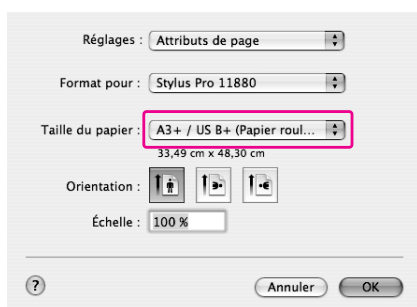 Réglages : Attributs de page
Format pour : Stylus Pro 11880
Taille du papier : A3+ / US B+ (Papier roul...
33,49 cm x 48,30 cm
Orientation :
Échelle : 100 %
? Annuler OK